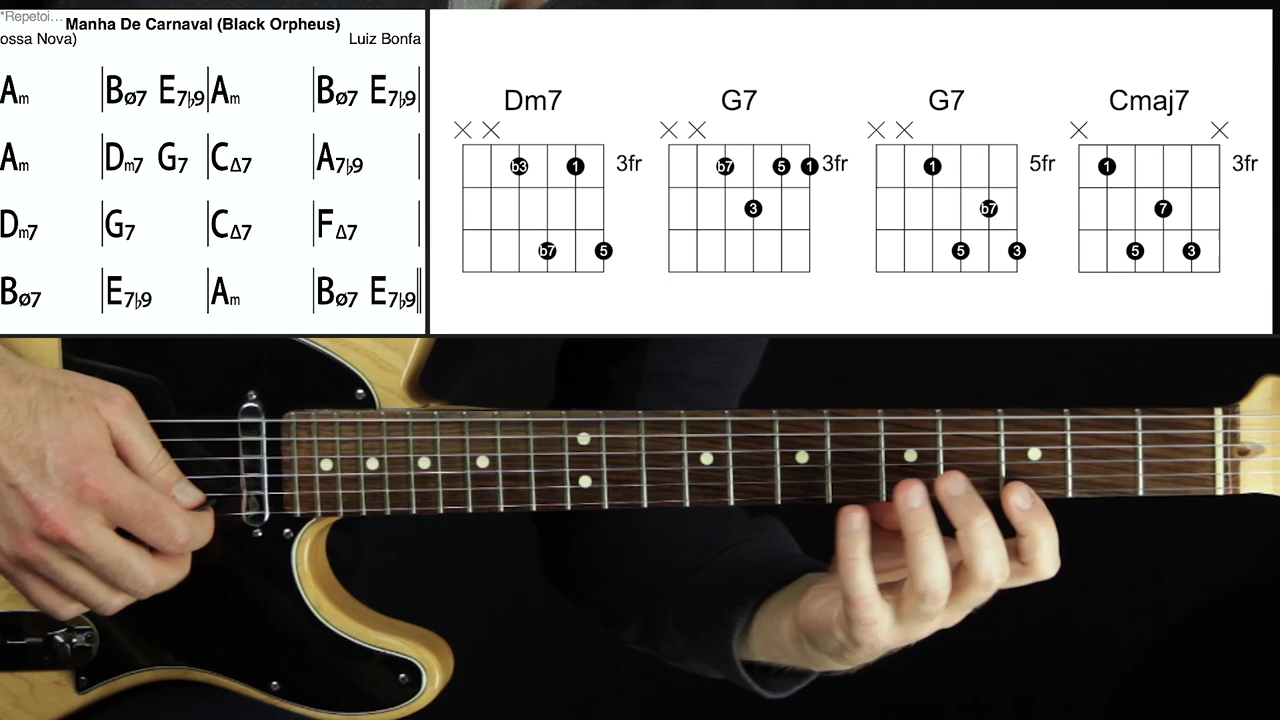 *Repetoi...
Manha De Carnaval (Black Orpheus)
ossa Nova) Luiz Bonfa
Am Bø7 E7♭9 Am Bø7 E7♭9
Am Dm7 G7 CΔ7 A7♭9
Dm7 G7 CΔ7 FΔ7
Bø7 E7♭9 Am Bø7 E7♭9
Dm7 G7 G7 Cmaj7
b3 1 3fr b7 5 1 3fr 1 5fr 1 3fr
3 b7 7
b7 5 5 3 5 3